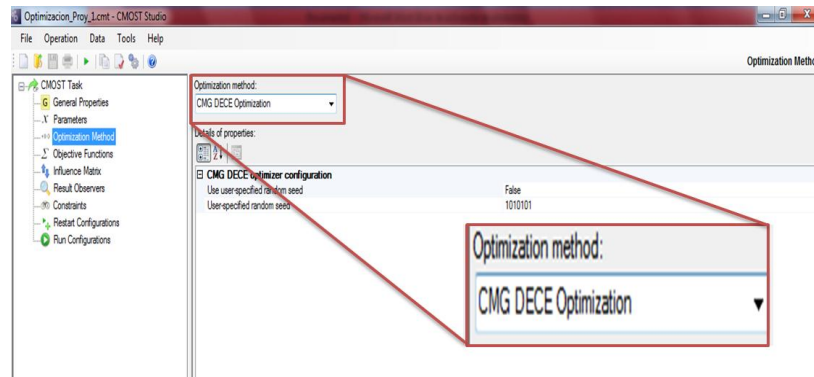 Optimizacion_Proy_1.cmt - CMOST Studio
File Operation Data Tools Help
Optimization Metho
CMOST Task
G General Properties
X Parameters
Optimization Method
Σ Objective Functions
Influence Matrix
Result Observers
Constraints
Restart Configurations
Run Configurations
Optimization method:
CMG DECE Optimization
Details of properties:
CMG DECE optimizer configuration
Use user-specified random seed False
User-specified random seed 1010101
Optimization method:
CMG DECE Optimization